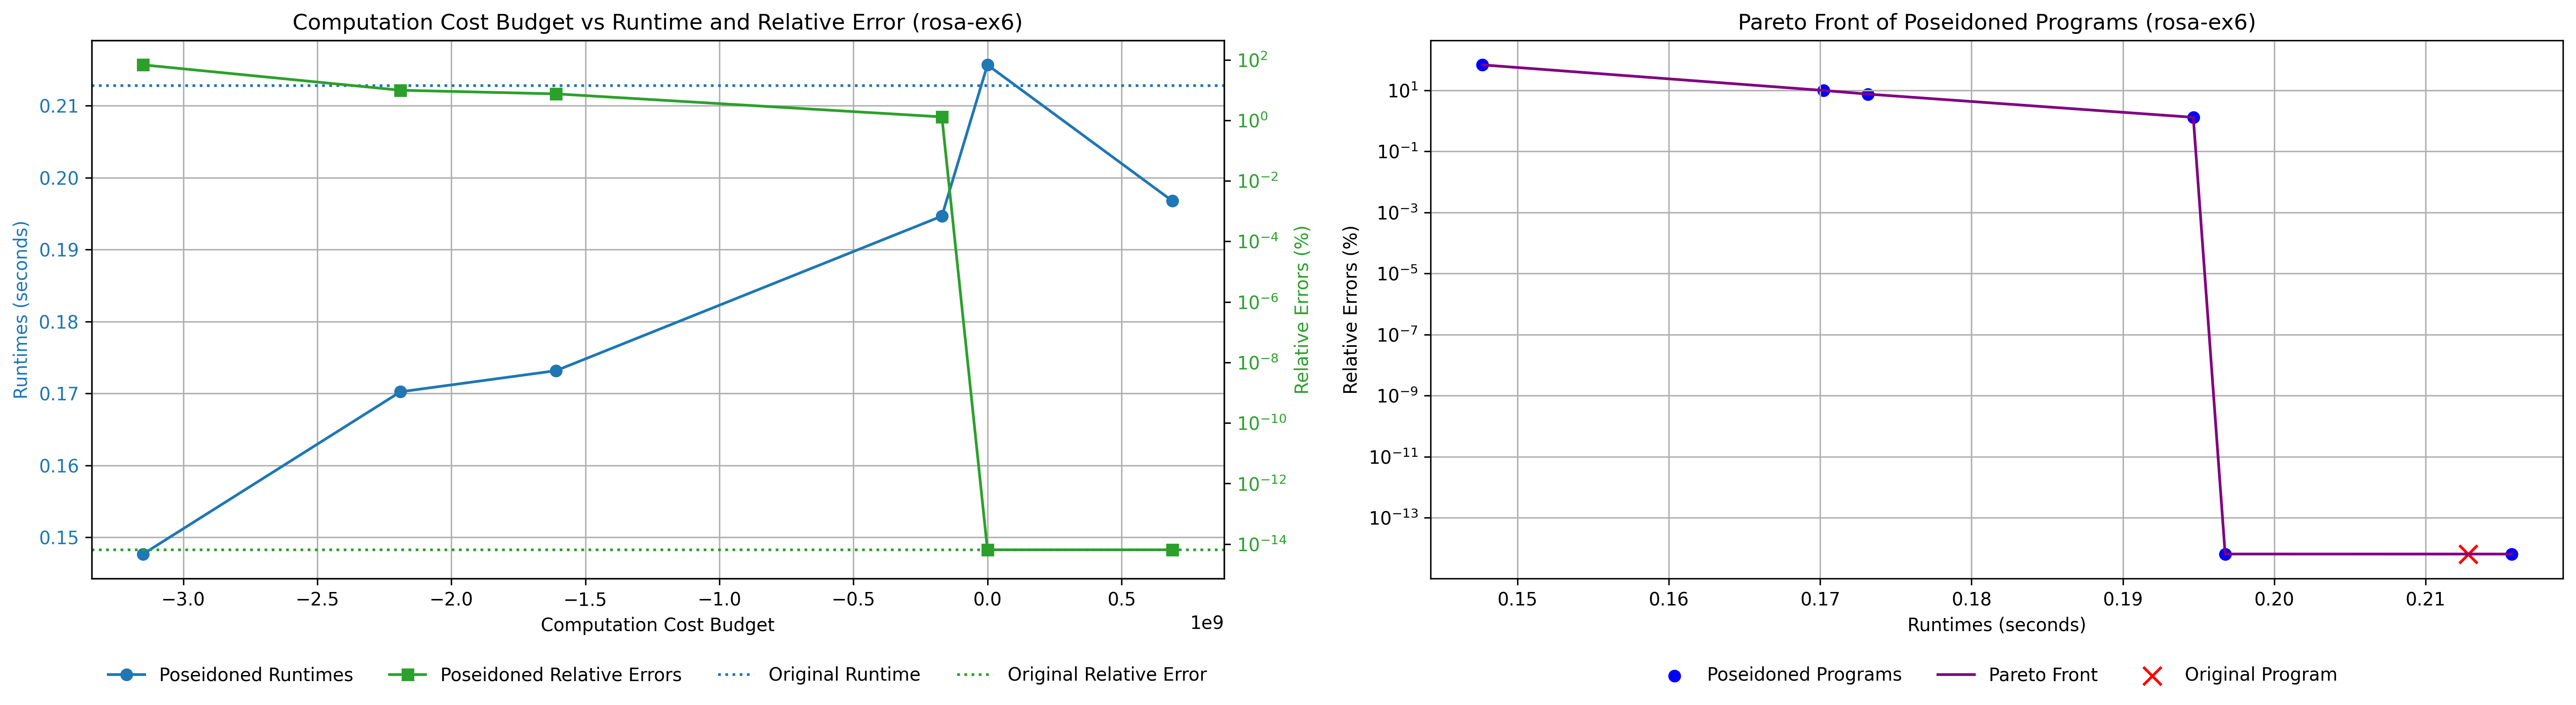 Computation Cost Budget vs Runtime and Relative Error (rosa-ex6)
Runtimes (seconds)
0.21
0.20
0.19
0.18
0.17
0.16
0.15
10²
10⁰
10⁻²
10⁻⁴
10⁻⁶
10⁻⁸
10⁻¹⁰
10⁻¹²
10⁻¹⁴
Relative Errors (%)
−3.0 −2.5 −2.0 −1.5 −1.0 −0.5 0.0 0.5
1e9
Computation Cost Budget
Poseidoned Runtimes Poseidoned Relative Errors Original Runtime Original Relative Error
Pareto Front of Poseidoned Programs (rosa-ex6)
Relative Errors (%)
10¹
10⁻¹
10⁻³
10⁻⁵
10⁻⁷
10⁻⁹
10⁻¹¹
10⁻¹³
0.15 0.16 0.17 0.18 0.19 0.20 0.21
Runtimes (seconds)
Poseidoned Programs Pareto Front Original Program